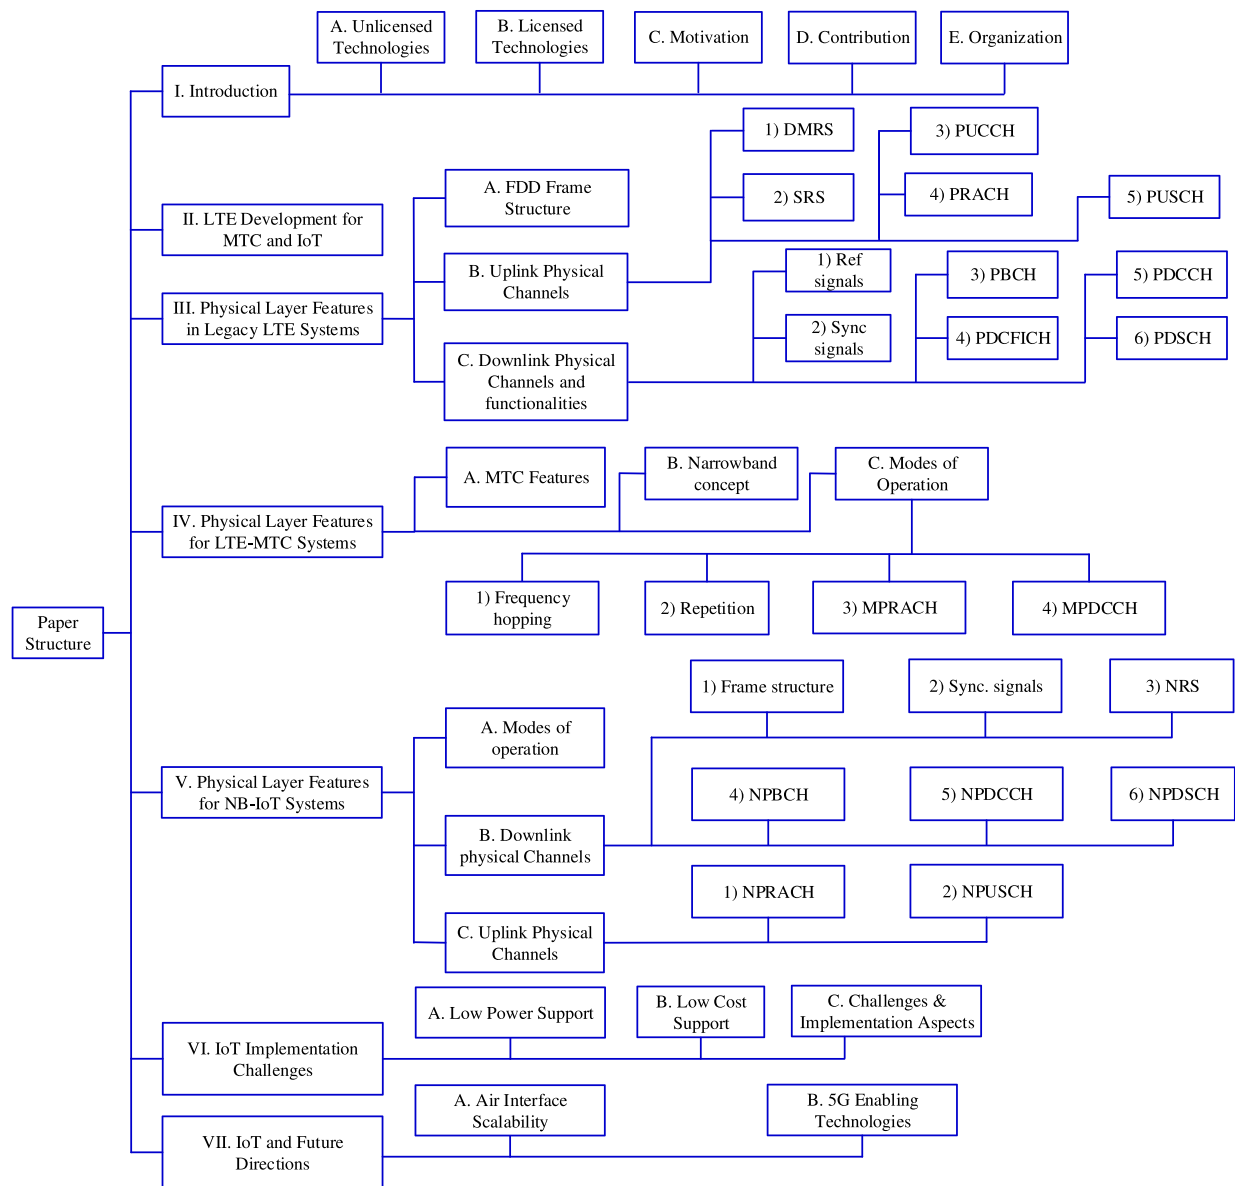 Paper
Structure
I. Introduction
A. Unlicensed
Technologies
B. Licensed
Technologies
C. Motivation
D. Contribution
E. Organization
II. LTE Development for
MTC and IoT
III. Physical Layer Features
in Legacy LTE Systems
A. FDD Frame
Structure
B. Uplink Physical
Channels
1) DMRS
2) SRS
3) PUCCH
4) PRACH
5) PUSCH
C. Downlink Physical
Channels and
functionalities
1) Ref
signals
2) Sync
signals
3) PBCH
4) PDCFICH
5) PDCCH
6) PDSCH
IV. Physical Layer Features
for LTE-MTC Systems
A. MTC Features
B. Narrowband
concept
C. Modes of
Operation
1) Frequency
hopping
2) Repetition
3) MPRACH
4) MPDCCH
V. Physical Layer Features
for NB-IoT Systems
A. Modes of
operation
B. Downlink
physical Channels
1) Frame structure
2) Sync. signals
3) NRS
4) NPBCH
5) NPDCCH
6) NPDSCH
C. Uplink Physical
Channels
1) NPRACH
2) NPUSCH
VI. IoT Implementation
Challenges
A. Low Power Support
B. Low Cost
Support
C. Challenges &
Implementation Aspects
VII. IoT and Future
Directions
A. Air Interface
Scalability
B. 5G Enabling
Technologies